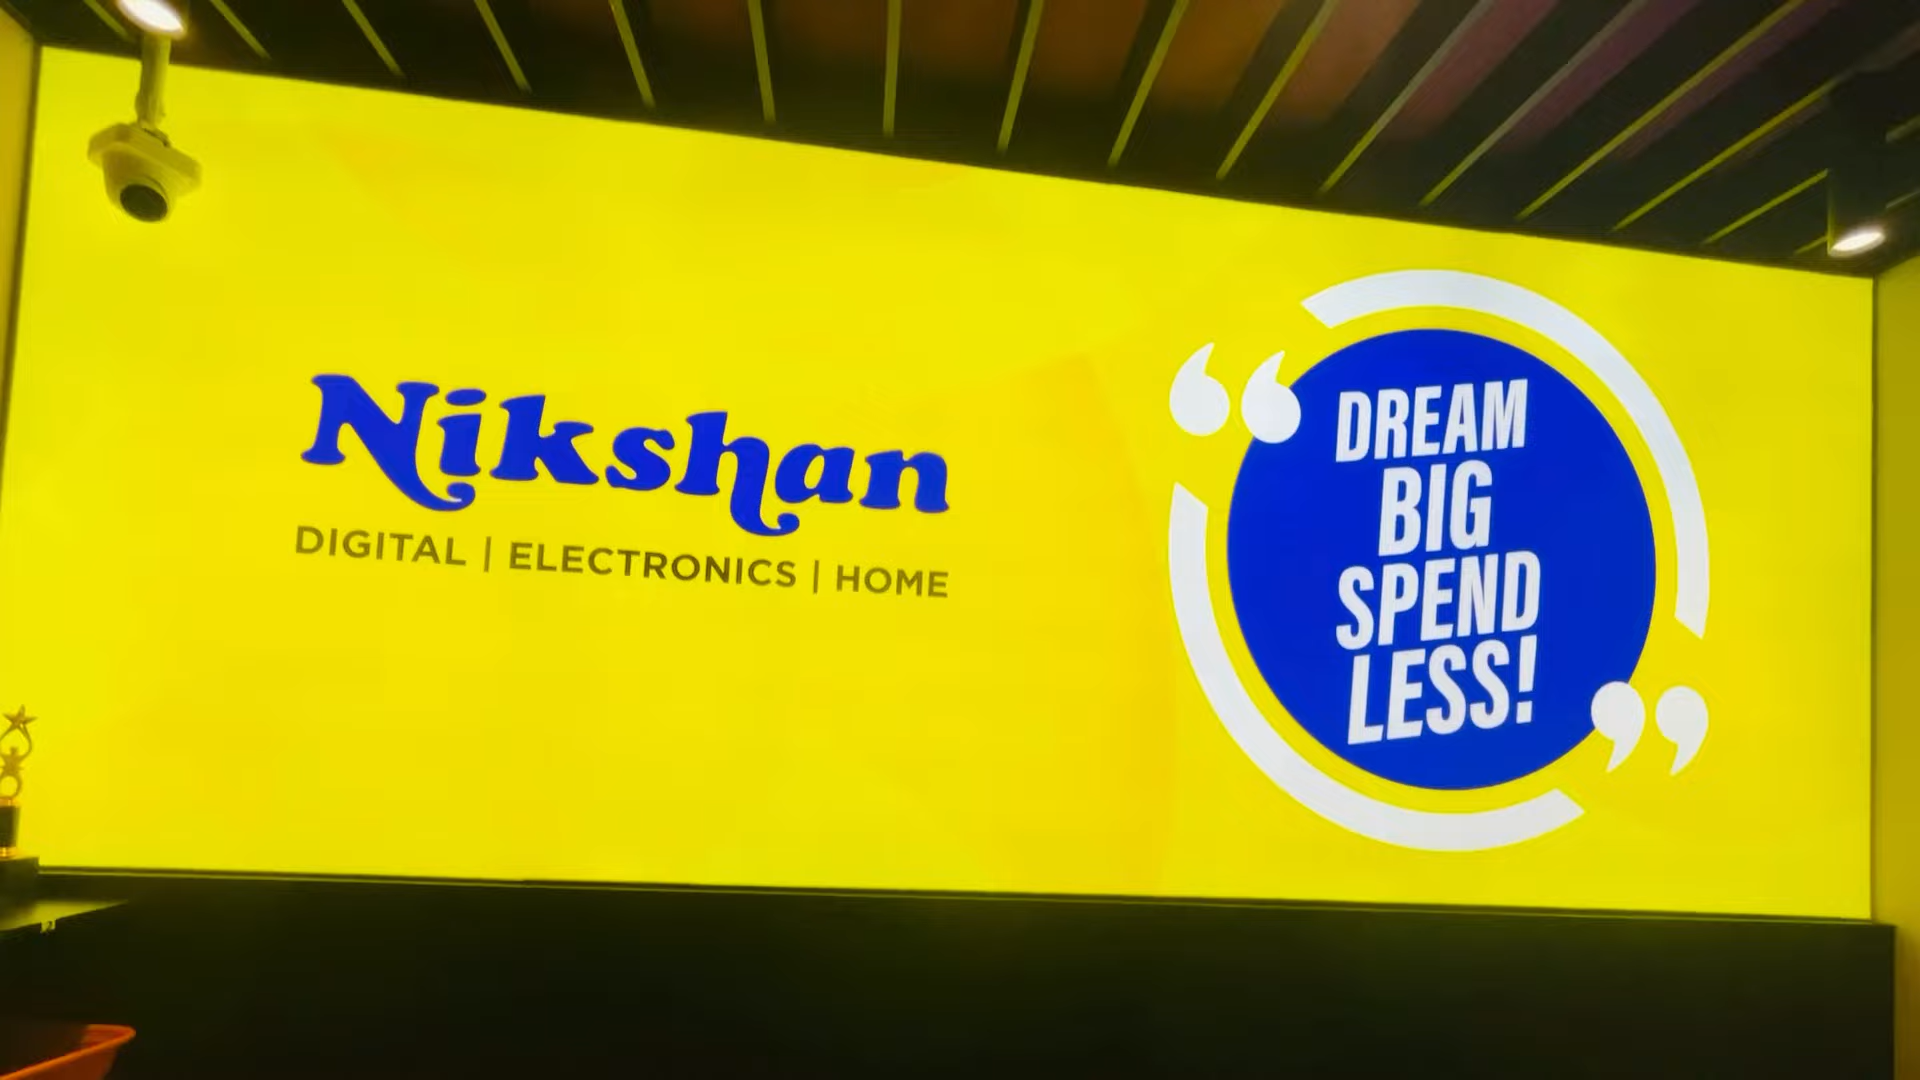 Nikshan
DIGITAL | ELECTRONICS | HOME
“
DREAM
BIG
SPEND
LESS!
”